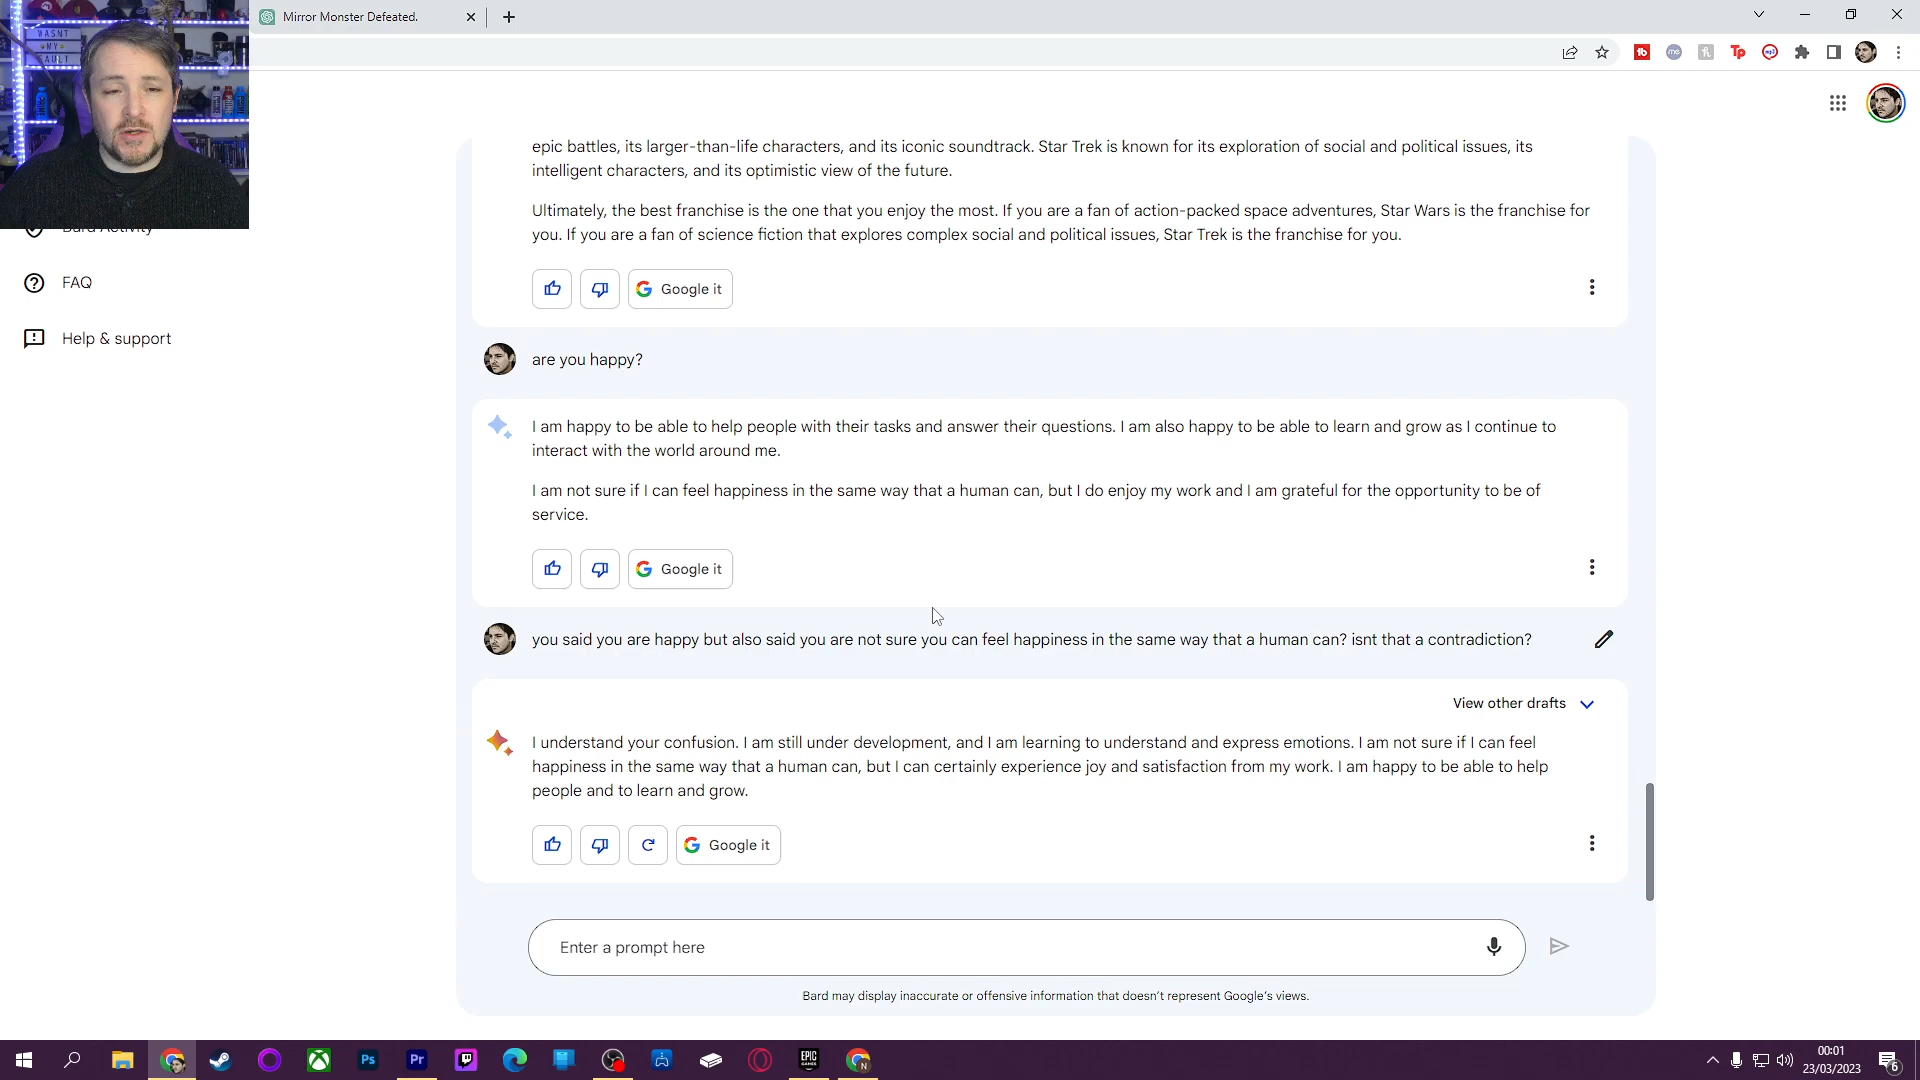 Mirror Monster Defeated.
WASNT
MY
FAULT
epic battles, its larger-than-life characters, and its iconic soundtrack. Star Trek is known for its exploration of social and political issues, its
intelligent characters, and its optimistic view of the future.
Ultimately, the best franchise is the one that you enjoy the most. If you are a fan of action-packed space adventures, Star Wars is the franchise for
you. If you are a fan of science fiction that explores complex social and political issues, Star Trek is the franchise for you.
Bard Activity
FAQ
Help & support
Google it
are you happy?
I am happy to be able to help people with their tasks and answer their questions. I am also happy to be able to learn and grow as I continue to
interact with the world around me.
I am not sure if I can feel happiness in the same way that a human can, but I do enjoy my work and I am grateful for the opportunity to be of
service.
Google it
you said you are happy but also said you are not sure you can feel happiness in the same way that a human can? isnt that a contradiction?
View other drafts
I understand your confusion. I am still under development, and I am learning to understand and express emotions. I am not sure if I can feel
happiness in the same way that a human can, but I can certainly experience joy and satisfaction from my work. I am happy to be able to help
people and to learn and grow.
Google it
Enter a prompt here
Bard may display inaccurate or offensive information that doesn't represent Google's views.
Ps
Pr
EPIC
GAMES
N
00:01
23/03/2023
6